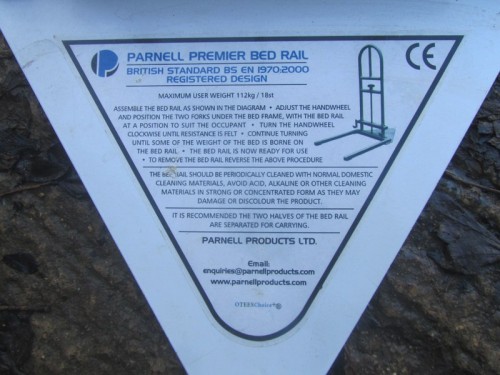 PARNELL PREMIER BED RAIL
BRITISH STANDARD BS EN 1970:2000
REGISTERED DESIGN
CE
MAXIMUM USER WEIGHT 112kg / 18st
ASSEMBLE THE BED RAIL AS SHOWN IN THE DIAGRAM • ADJUST THE HANDWHEEL
AND POSITION THE TWO FORKS UNDER THE BED FRAME, WITH THE BED RAIL
AT A POSITION TO SUIT THE OCCUPANT • TURN THE HANDWHEEL
CLOCKWISE UNTIL RESISTANCE IS FELT • CONTINUE TURNING
UNTIL SOME OF THE WEIGHT OF THE BED IS BORNE ON
THE BED RAIL • THE BED RAIL IS NOW READY FOR USE
• TO REMOVE THE BED RAIL REVERSE THE ABOVE PROCEDURE
THE BED RAIL SHOULD BE PERIODICALLY CLEANED WITH NORMAL DOMESTIC
CLEANING MATERIALS, AVOID ACID, ALKALINE OR OTHER CLEANING
MATERIALS IN STRONG OR CONCENTRATED FORM AS THEY MAY
DAMAGE OR DISCOLOUR THE PRODUCT.
IT IS RECOMMENDED THE TWO HALVES OF THE BED RAIL
ARE SEPARATED FOR CARRYING.
PARNELL PRODUCTS LTD.
Email:
enquiries@parnellproducts.com
www.parnellproducts.com